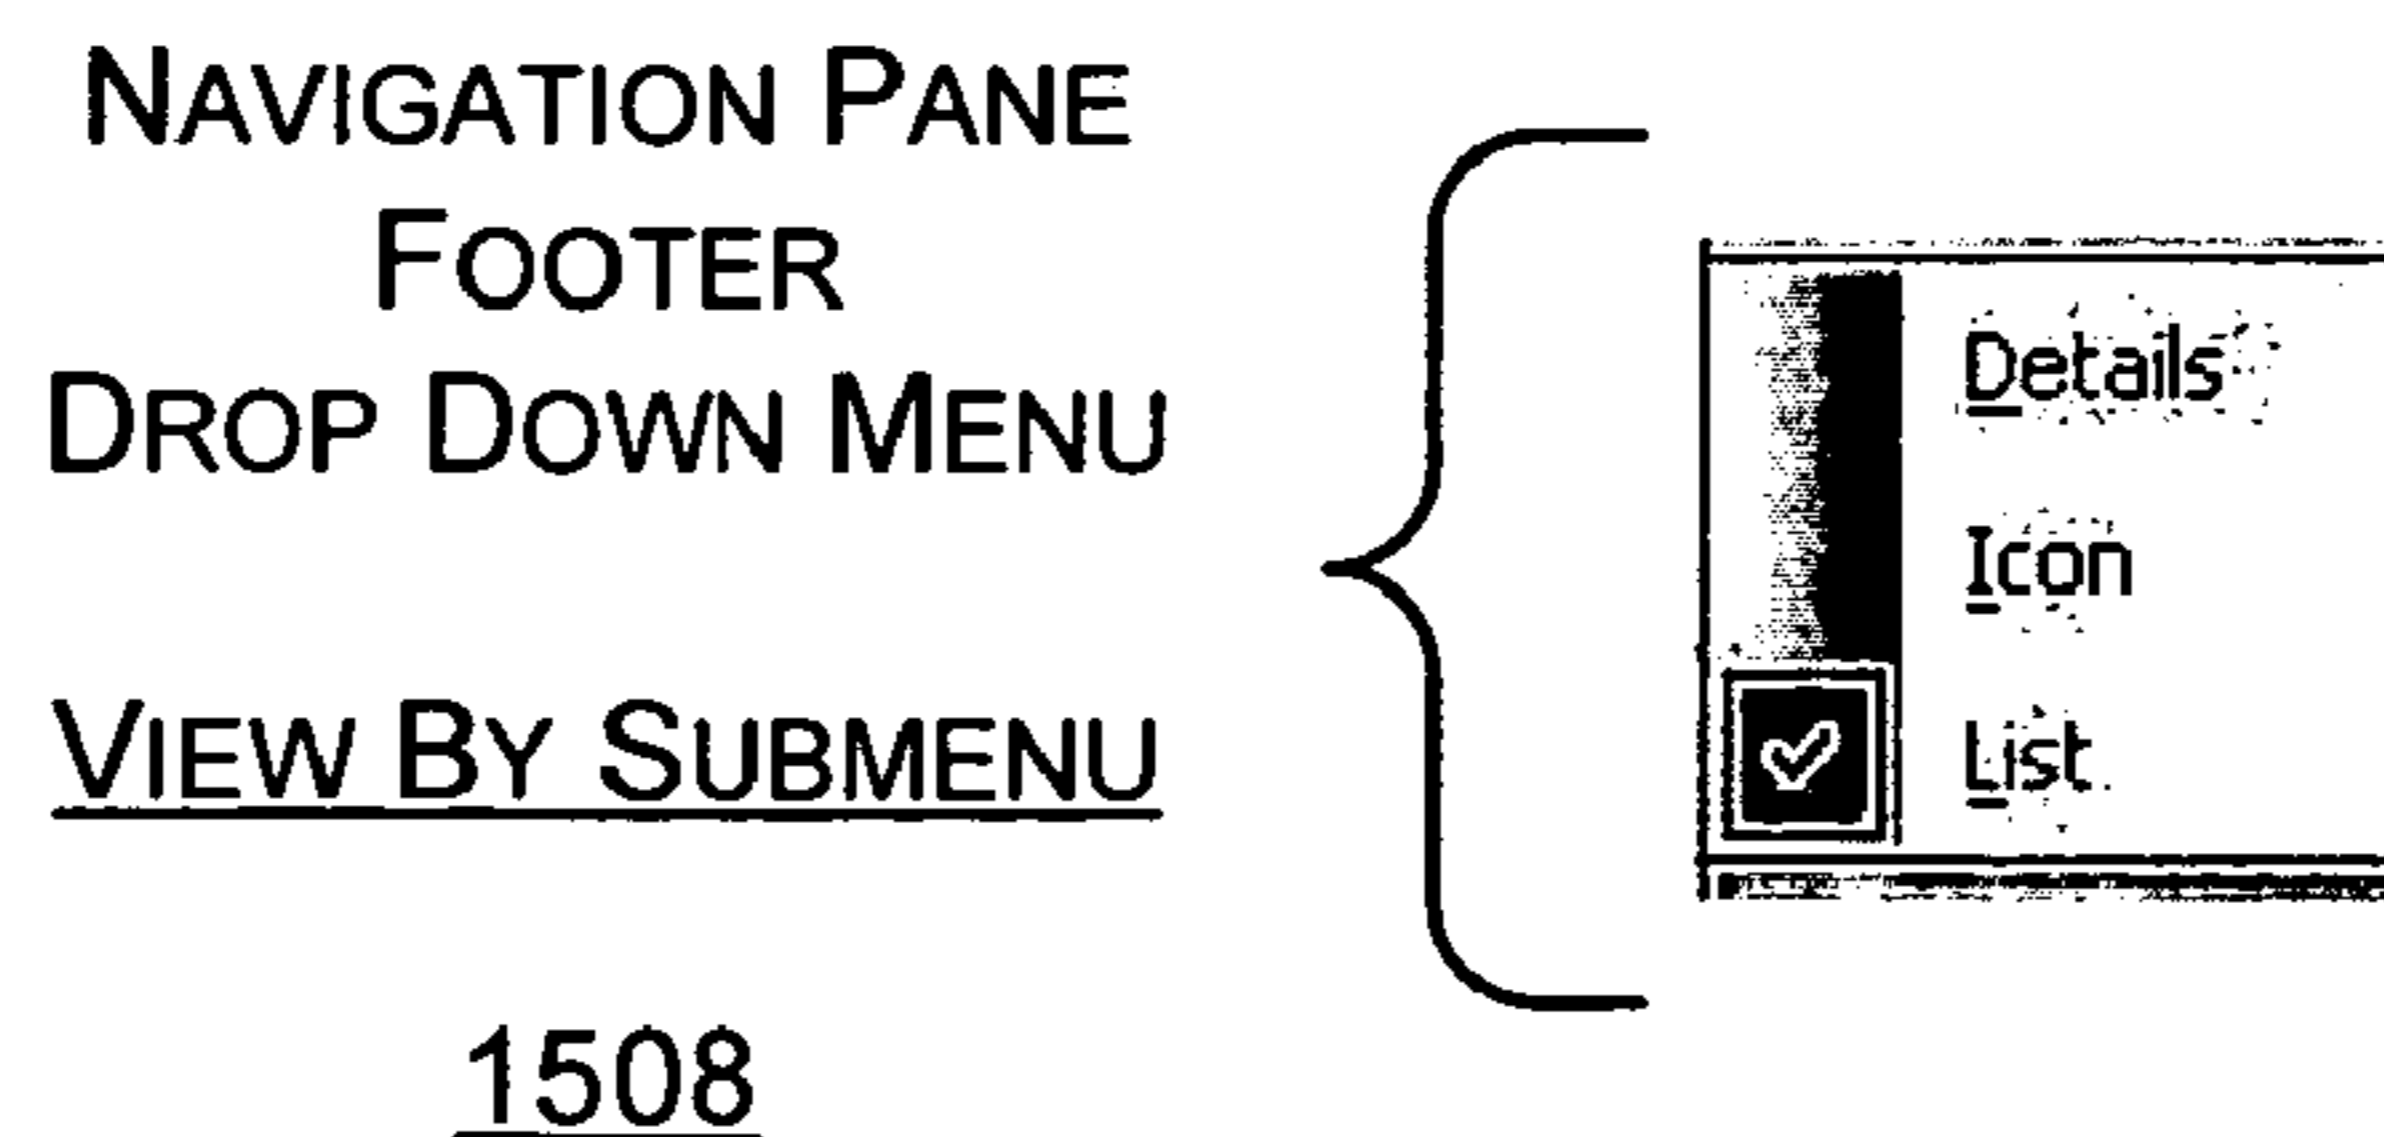 NAVIGATION PANE
FOOTER
DROP DOWN MENU
VIEW BY SUBMENU
1508
Details
Icon
List